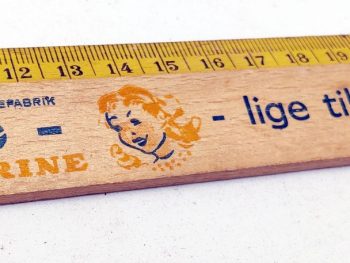 12 13 14 15 16 17 18 19
EFABRIK
- lige til
RINE